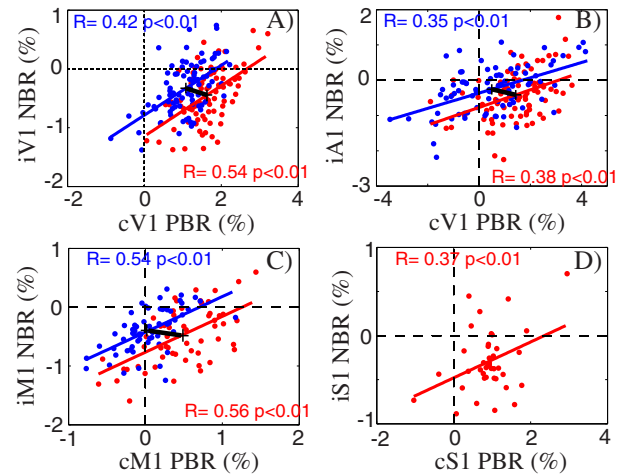 R= 0.42 p<0.01 A)
1
0
-1
-2
iV1 NBR (%)
R= 0.54 p<0.01
-2 0 2 4
cV1 PBR (%)
R= 0.35 p<0.01 B)
2
0
-3
iA1 NBR (%)
R= 0.38 p<0.01
-4 -2 0 2 4
cV1 PBR (%)
R= 0.54 p<0.01
C)
1
0
-1
-2
iM1 NBR (%)
R= 0.56 p<0.01
-1 0 1 2
cM1 PBR (%)
R= 0.37 p<0.01 D)
1
0
-1
iS1 NBR (%)
-2 0 2 4
cS1 PBR (%)